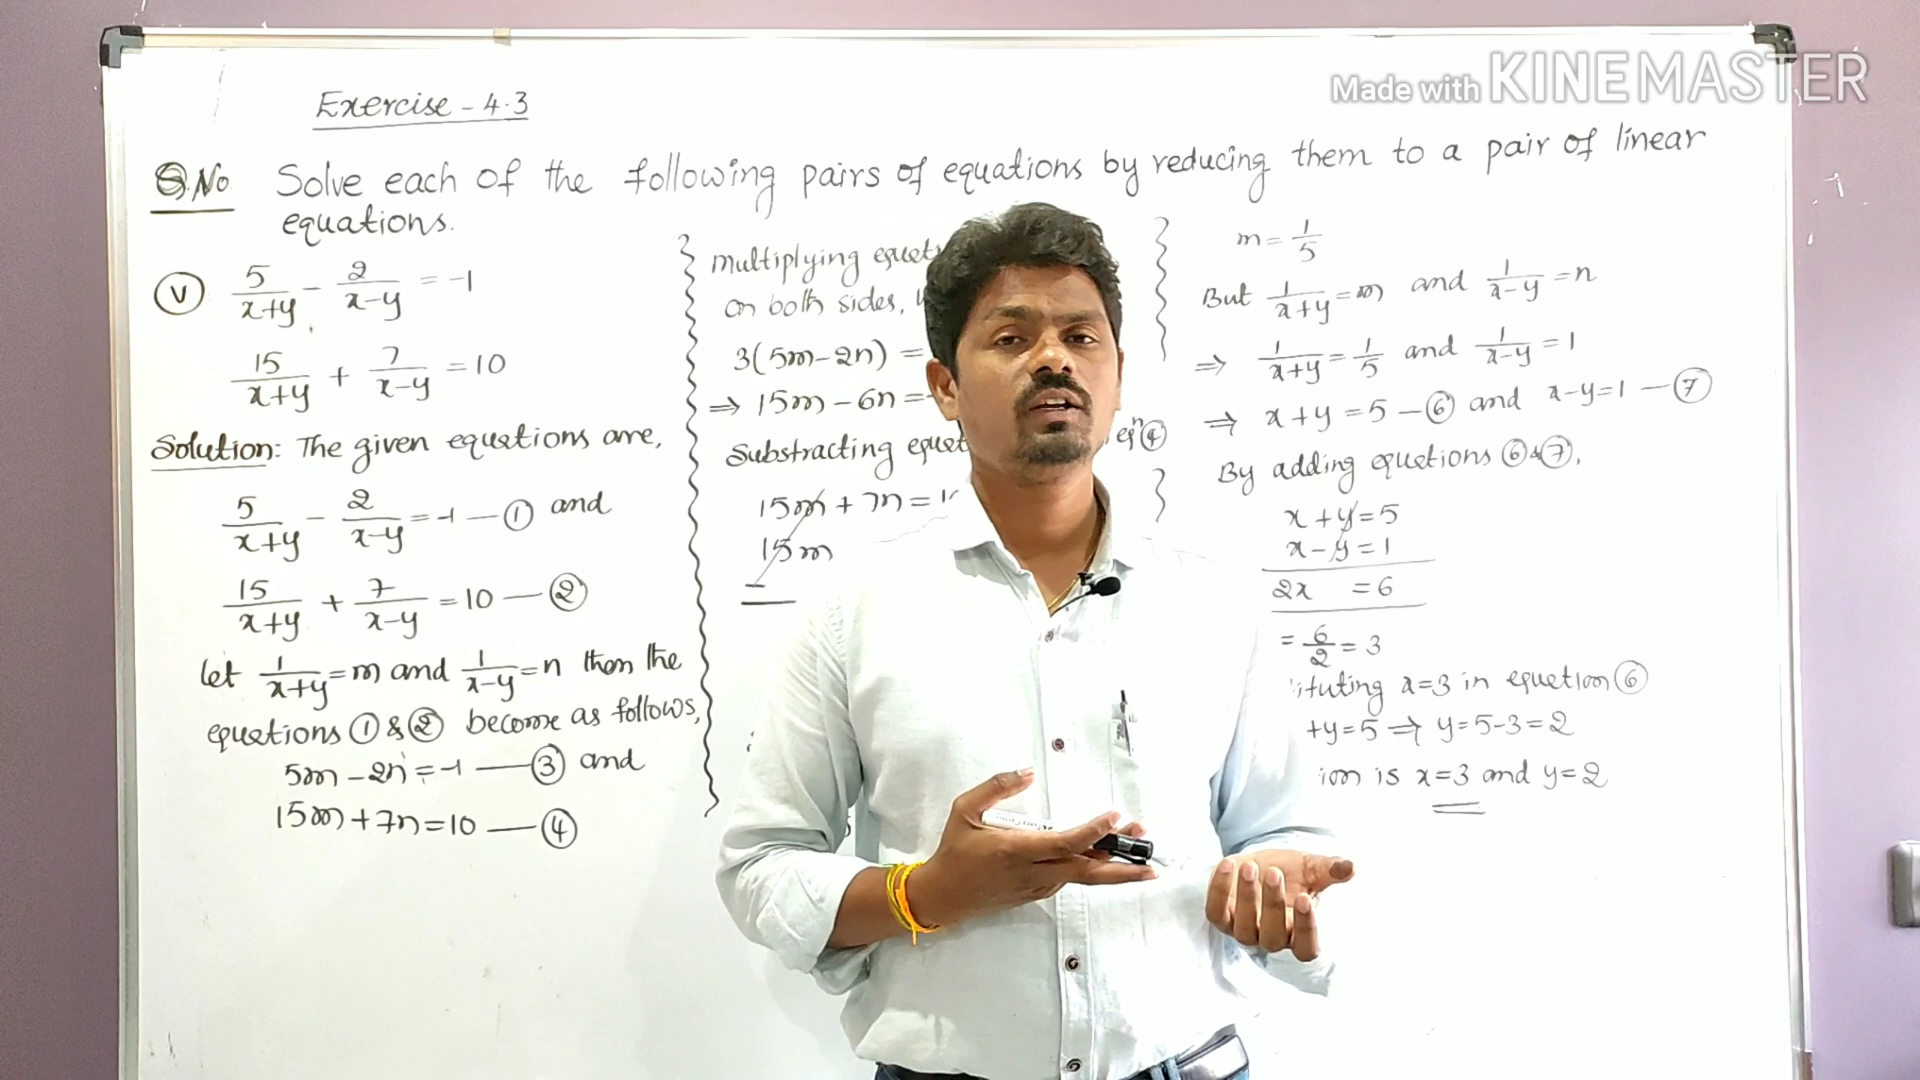 Made with KINEMASTER
Exercise - 4.3
Q.No. Solve each of the following pairs of equations by reducing them to a pair of linear
equations.
(V) 5/(x+y) - 2/(x-y) = -1
15/(x+y) + 7/(x-y) = 10
Solution: The given equations are,
5/(x+y) - 2/(x-y) = -1 — (1) and
15/(x+y) + 7/(x-y) = 10 — (2)
Let 1/(x+y) = m and 1/(x-y) = n then the
equations (1) & (2) become as follows,
5m - 2n = -1 — (3) and
15m + 7n = 10 — (4)
multiplying
on both sides,
3(5m - 2n) =
⇒ 15m - 6n = -
Substracting
eqn (4)
15m + 7n = 1
15m
-
m = 1/5
But 1/(x+y) = m and 1/(x-y) = n
⇒ 1/(x+y) = 1/5 and 1/(x-y) = 1
⇒ x+y = 5 — (6) and x-y = 1 — (7)
By adding equations (6) & (7),
x + y = 5
x - y = 1
2x = 6
= 6/2 = 3
ituting x=3 in equation (6)
+y=5 ⇒ y=5-3=2
ion is x=3 and y=2